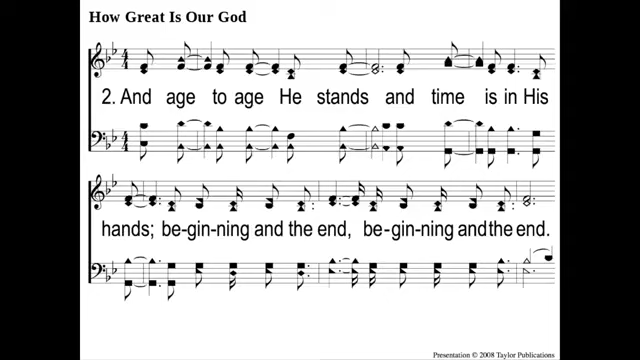 How Great Is Our God
2. And age to age He stands and time is in His
hands; be-gin-ning and the end, be-gin-ning and the end.
Presentation © 2008 Taylor Publications